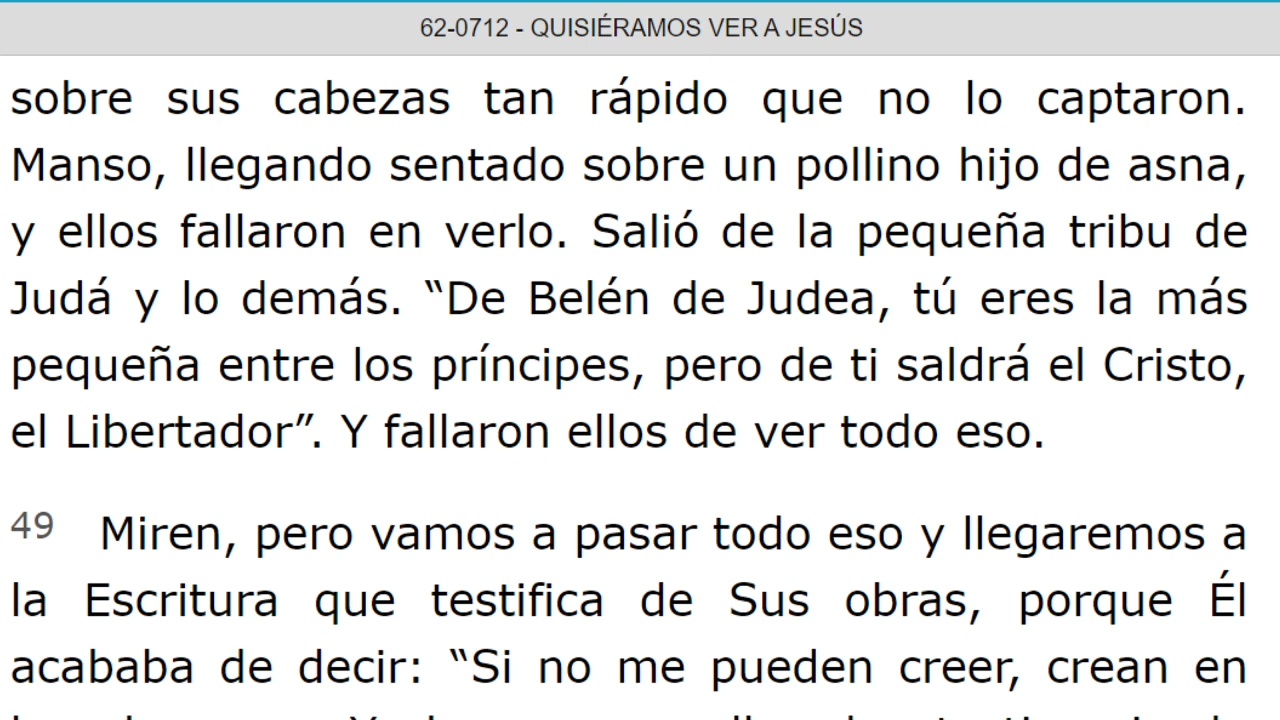 62-0712 - QUISIÉRAMOS VER A JESÚS
sobre sus cabezas tan rápido que no lo captaron.
Manso, llegando sentado sobre un pollino hijo de asna,
y ellos fallaron en verlo. Salió de la pequeña tribu de
Judá y lo demás. “De Belén de Judea, tú eres la más
pequeña entre los príncipes, pero de ti saldrá el Cristo,
el Libertador”. Y fallaron ellos de ver todo eso.
49 Miren, pero vamos a pasar todo eso y llegaremos a
la Escritura que testifica de Sus obras, porque Él
acababa de decir: “Si no me pueden creer, crean en